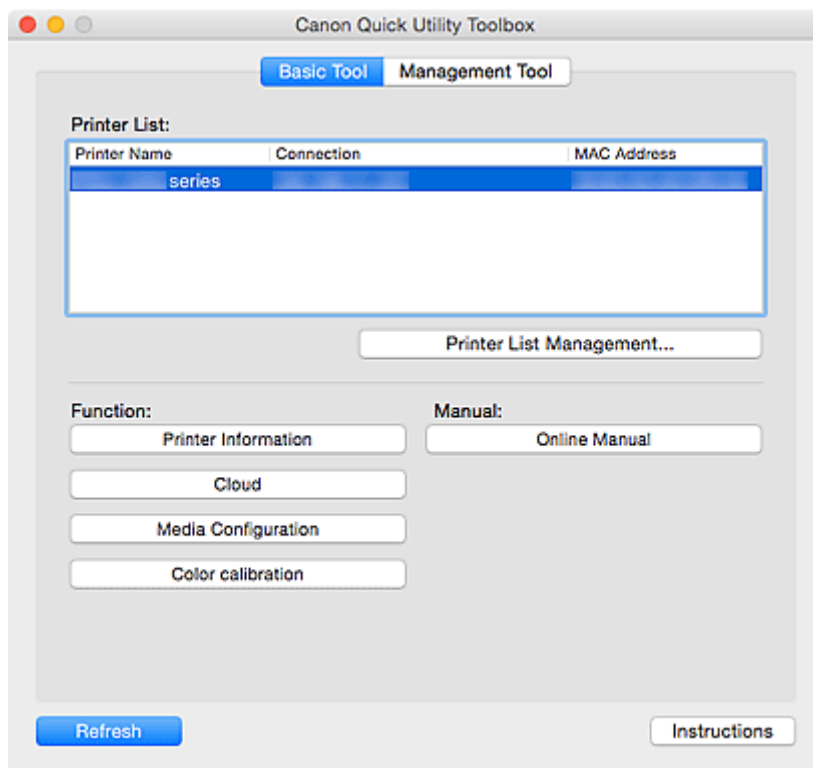 Canon Quick Utility Toolbox
Basic Tool Management Tool
Printer List:
Printer Name Connection MAC Address
series
Printer List Management...
Function: Manual:
Printer Information Online Manual
Cloud
Media Configuration
Color calibration
Refresh Instructions